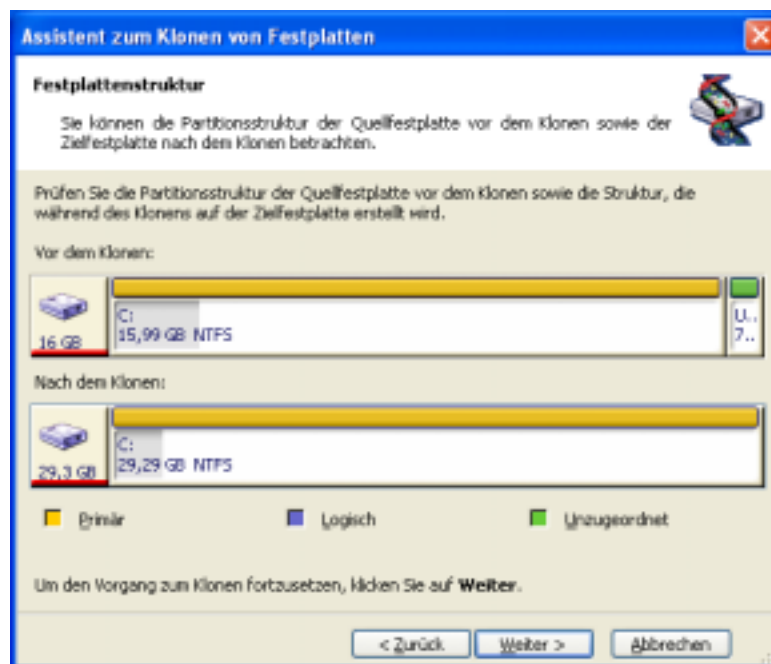 Assistent zum Klonen von Festplatten
Festplattenstruktur
Sie können die Partitionsstruktur der Quellfestplatte vor dem Klonen sowie der
Zielfestplatte nach dem Klonen betrachten.
Prüfen Sie die Partitionsstruktur der Quellfestplatte vor dem Klonen sowie die Struktur, die
während des Klonens auf der Zielfestplatte erstellt wird.
Vor dem Klonen:
16 GB
C:
15,99 GB NTFS
U..
7..
Nach dem Klonen:
29,3 GB
C:
29,29 GB NTFS
Primär
Logisch
Unzugeordnet
Um den Vorgang zum Klonen fortzusetzen, klicken Sie auf Weiter.
< Zurück
Weiter >
Abbrechen